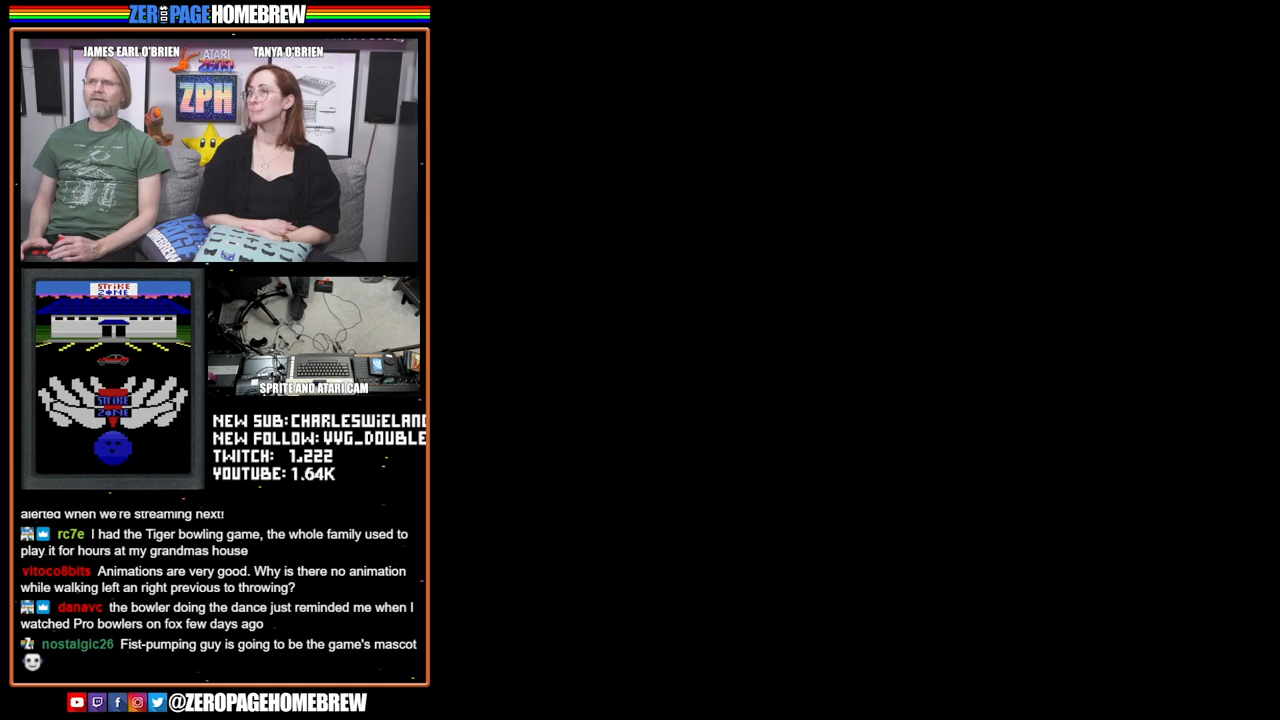 ZEROPAGE HOMEBREW
JAMES EARL O'BRIEN
TANYA O'BRIEN
ATARI
2600
ZPH
STRIKE
ZONE
STRIKE
ZONE
SPRITE AND ATARI CAM
NEW SUB: CHARLESWIELAND
NEW FOLLOW: VVG_DOUBLE
TWITCH: 1,222
YOUTUBE: 1.64K
alerted when we're streaming next!
rc7e I had the Tiger bowling game, the whole family used to
play it for hours at my grandmas house
vitoco8bits Animations are very good. Why is there no animation
while walking left an right previous to throwing?
danavc the bowler doing the dance just reminded me when I
watched Pro bowlers on fox few days ago
nostalgic26 Fist-pumping guy is going to be the game's mascot
@ZEROPAGEHOMEBREW